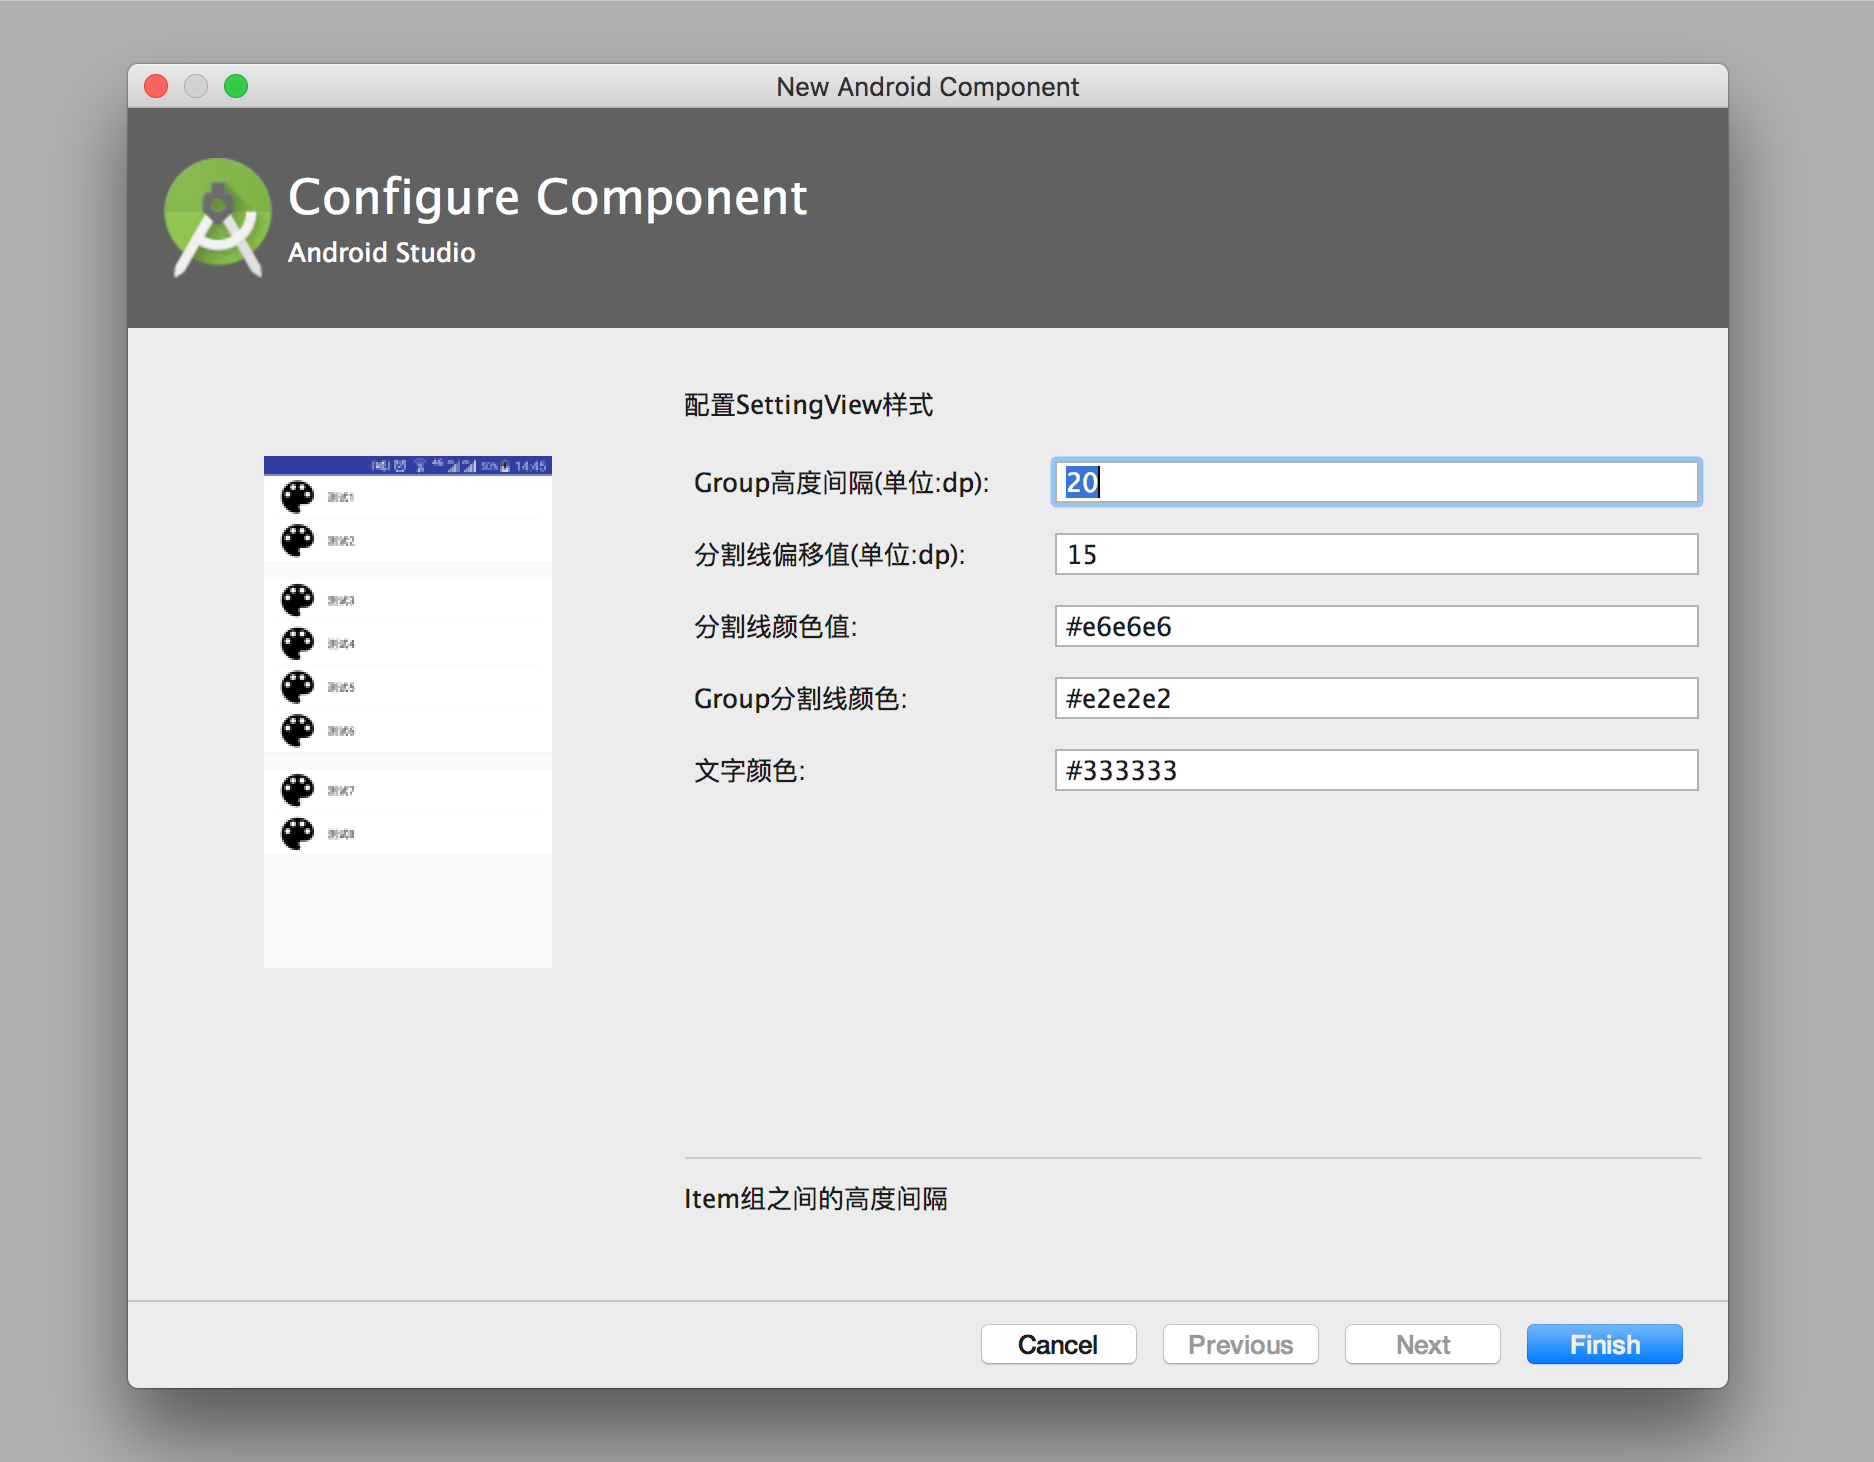 New Android Component
Configure Component
Android Studio
配置SettingView样式
14:45
测试1
测试2
测试3
测试4
测试5
测试6
测试7
测试8
Group高度间隔(单位:dp):
20
分割线偏移值(单位:dp):
15
分割线颜色值:
#e6e6e6
Group分割线颜色:
#e2e2e2
文字颜色:
#333333
Item组之间的高度间隔
Cancel
Previous
Next
Finish